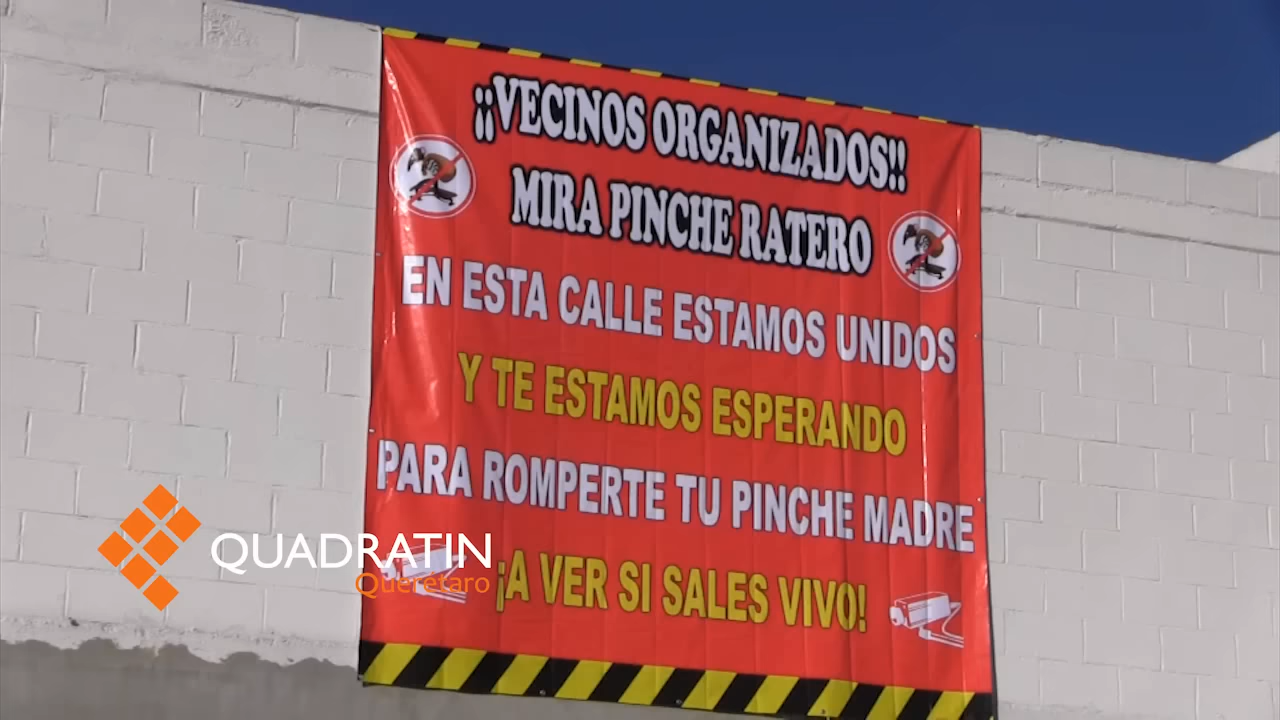 ¡¡VECINOS ORGANIZADOS!!
MIRA PINCHE RATERO
EN ESTA CALLE ESTAMOS UNIDOS
Y TE ESTAMOS ESPERANDO
PARA ROMPERTE TU PINCHE MADRE
¡A VER SI SALES VIVO!
QUADRATIN
Querétaro